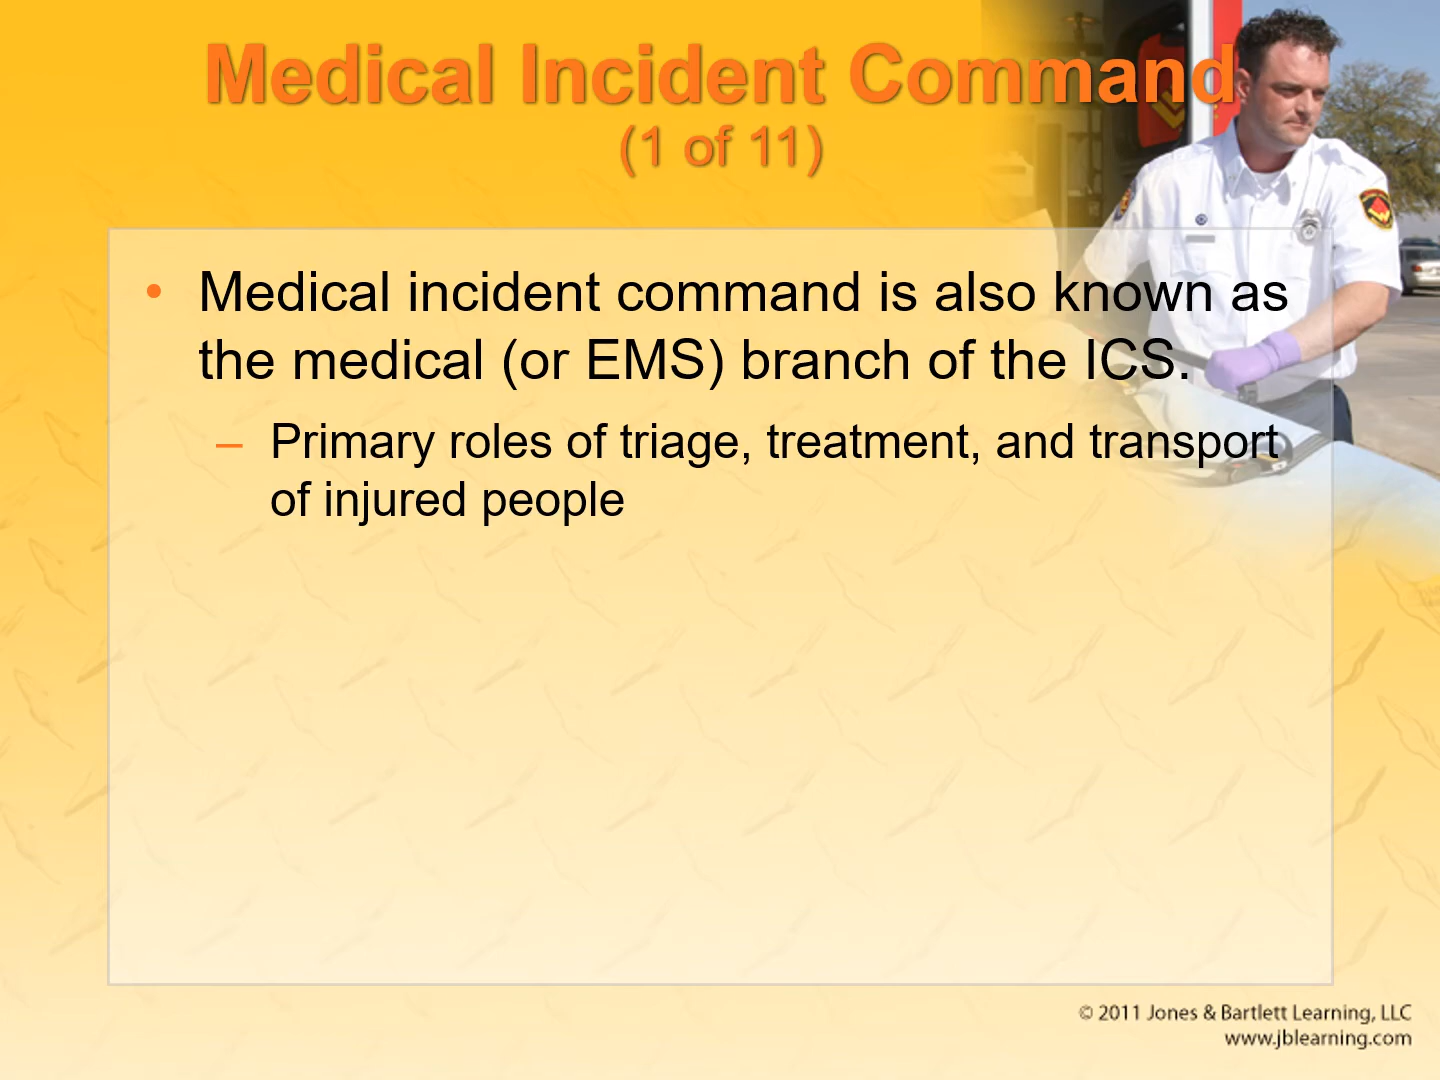 Medical Incident Command
(1 of 11)
• Medical incident command is also known as
the medical (or EMS) branch of the ICS.
– Primary roles of triage, treatment, and transport
of injured people
© 2011 Jones & Bartlett Learning, LLC
www.jblearning.com